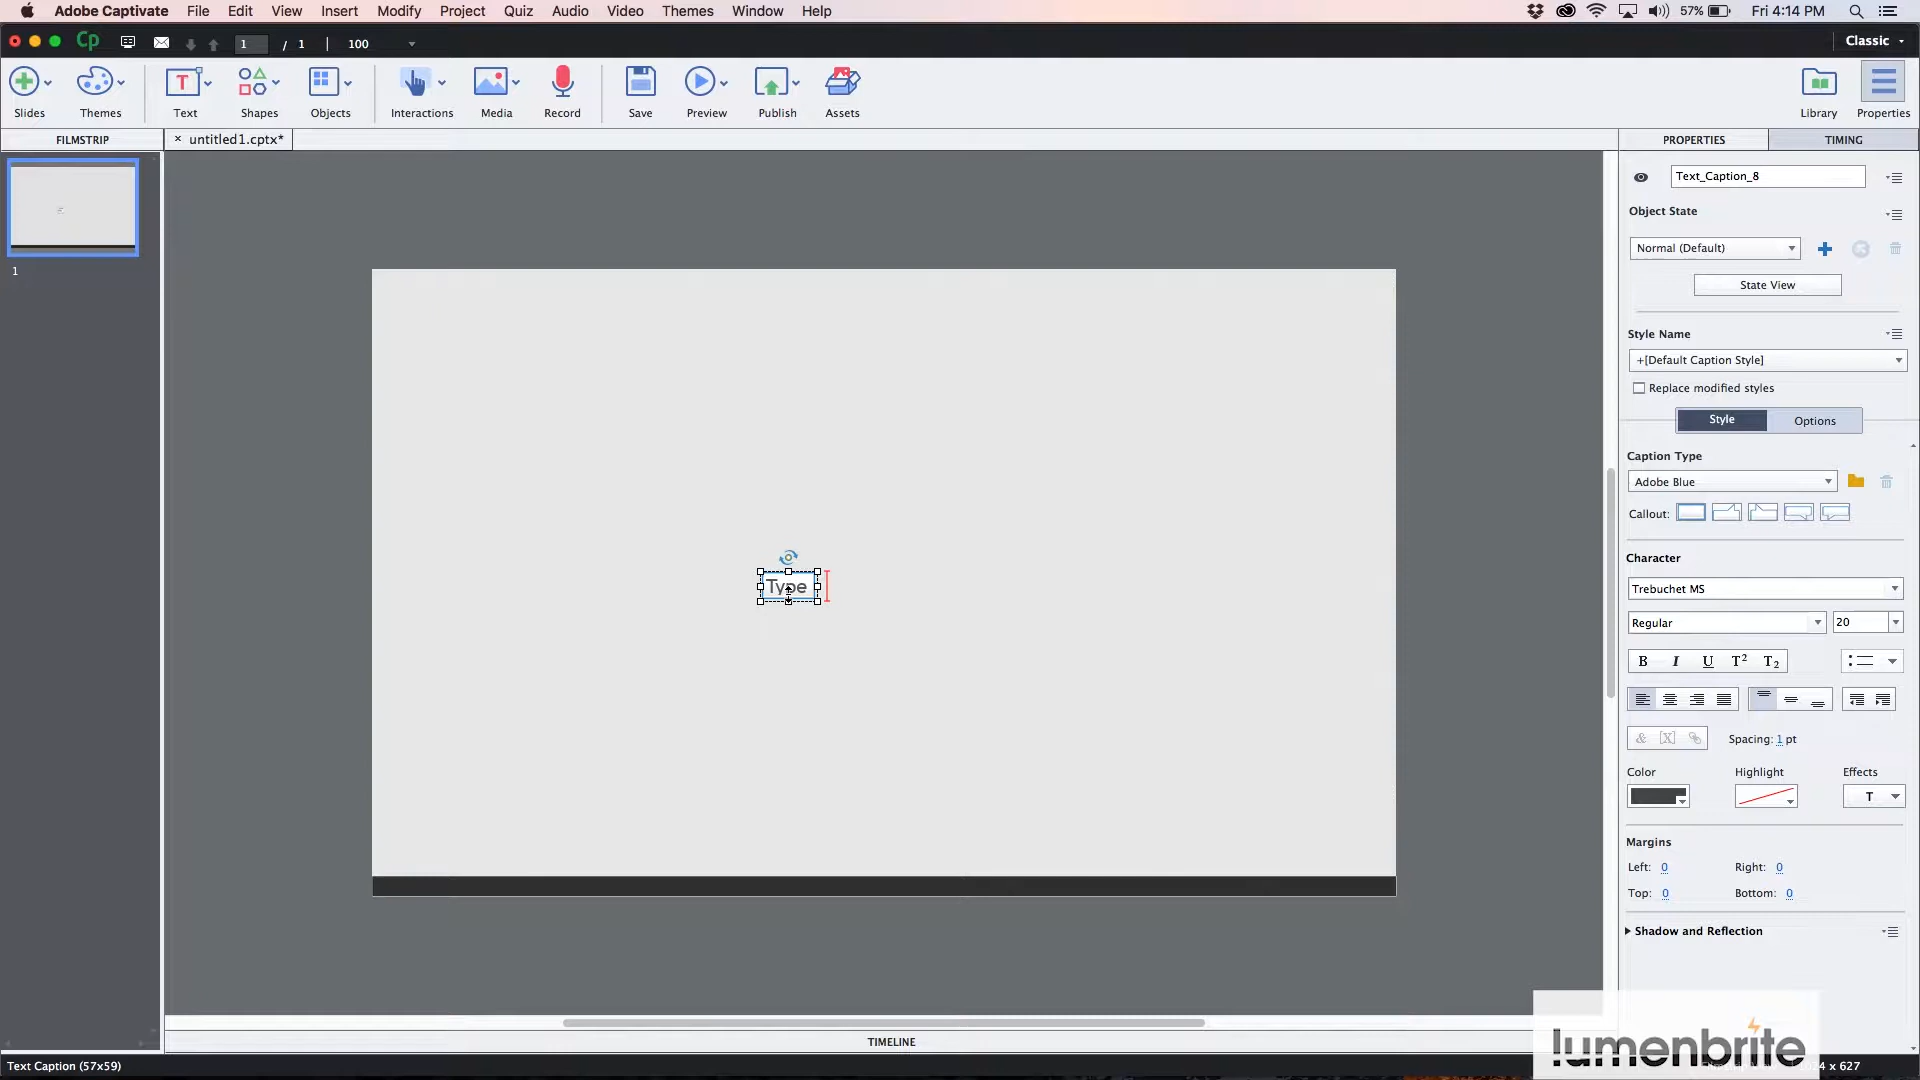 Adobe Captivate File Edit View Insert Modify Project Quiz Audio Video Themes Window Help 57% Fri 4:14 PM
Cp 1 / 1 100 Classic
Slides Themes Text Shapes Objects Interactions Media Record Save Preview Publish Assets Library Properties
FILMSTRIP × untitled1.cptx* PROPERTIES TIMING
1
Text_Caption_8
Object State
Normal (Default)
State View
Style Name
+[Default Caption Style]
Replace modified styles
Style Options
Caption Type
Adobe Blue
Callout:
Character
Type
Trebuchet MS
Regular 20
B I U T² T₂
& [X]
Spacing: 1 pt
Color Highlight Effects
T
Margins
Left: 0 Right: 0
Top: 0 Bottom: 0
Shadow and Reflection
TIMELINE
Text Caption (57x59)
lumenbrite
x 627